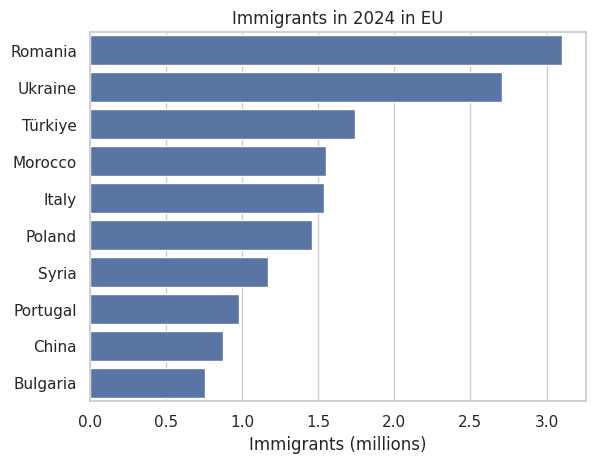 Immigrants in 2024 in EU
Romania
Ukraine
Türkiye
Morocco
Italy
Poland
Syria
Portugal
China
Bulgaria
0.0 0.5 1.0 1.5 2.0 2.5 3.0
Immigrants (millions)